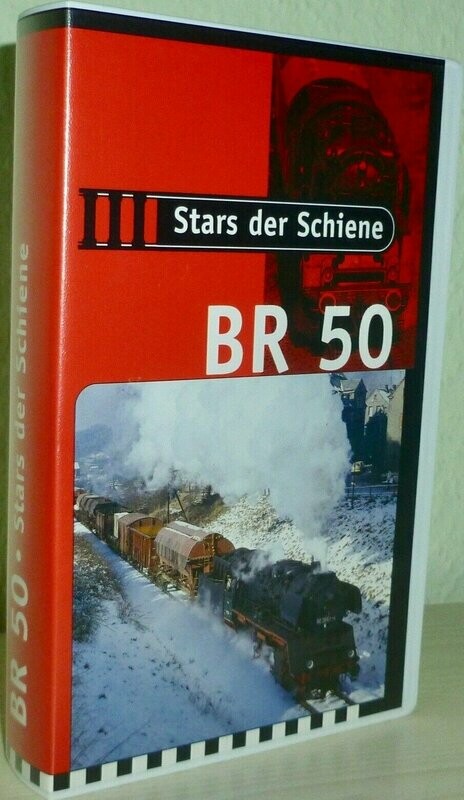 Stars der Schiene
BR 50
BR 50 · Stars der Schiene